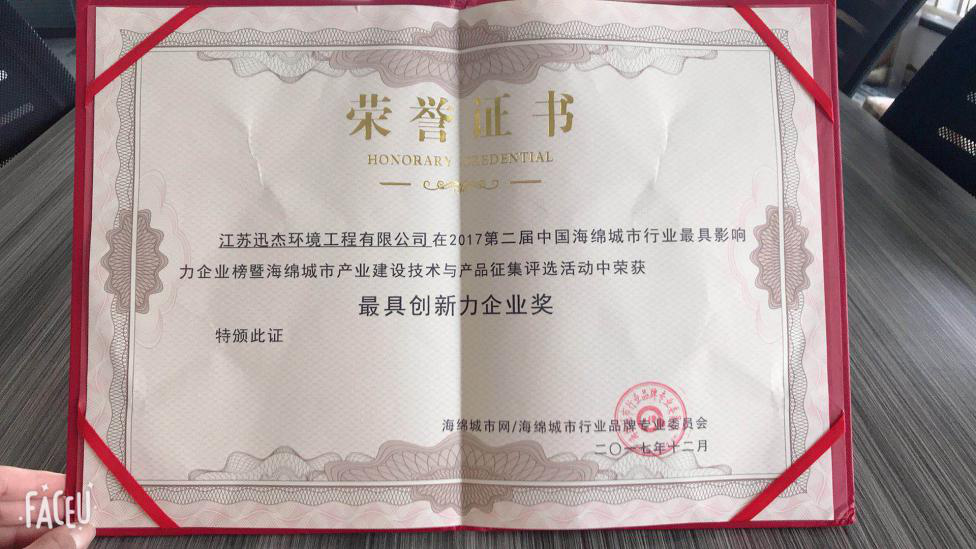 荣誉证书
HONORARY CREDENTIAL
江苏迅杰环境工程有限公司在2017第二届中国海绵城市行业最具影响
力企业榜暨海绵城市产业建设技术与产品征集评选活动中荣获
最具创新力企业奖
特颁此证
海绵城市网/海绵城市行业品牌专业委员会
二〇一七年十二月
FACEU